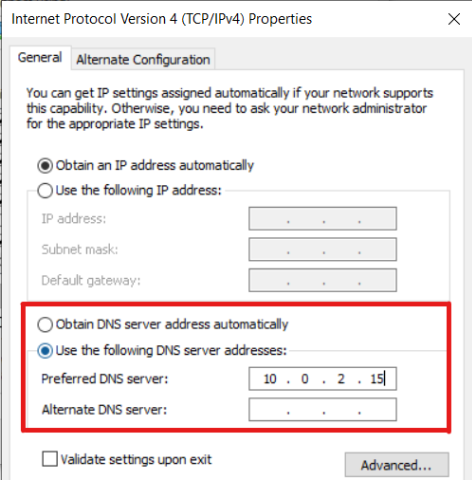 Internet Protocol Version 4 (TCP/IPv4) Properties
General
Alternate Configuration
You can get IP settings assigned automatically if your network supports
this capability. Otherwise, you need to ask your network administrator
for the appropriate IP settings.
Obtain an IP address automatically
Use the following IP address:
IP address: . . .
Subnet mask: . . .
Default gateway: . . .
Obtain DNS server address automatically
Use the following DNS server addresses:
Preferred DNS server: 10 . 0 . 2 . 15
Alternate DNS server: . . .
Validate settings upon exit
Advanced...